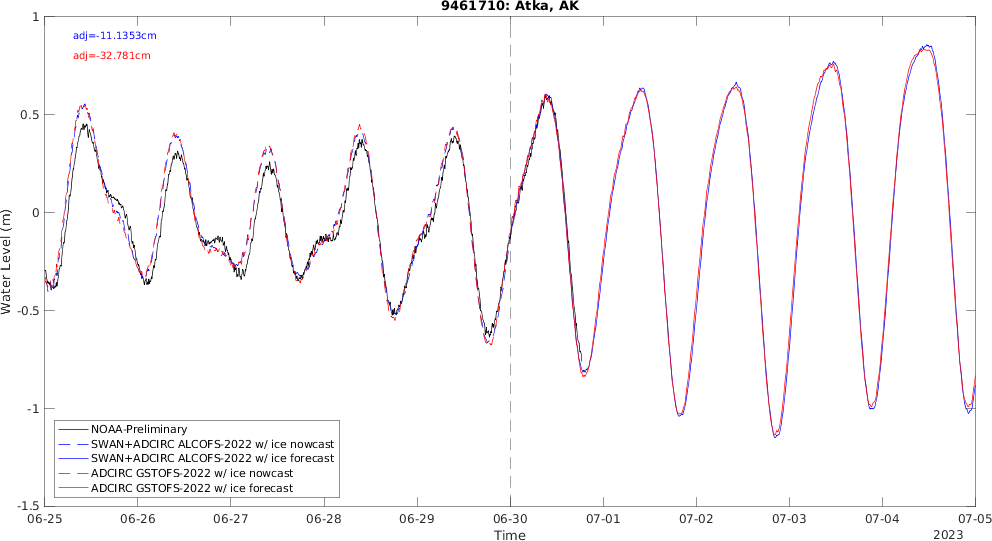 9461710: Atka, AK
adj=-11.1353cm
adj=-32.781cm
Water Level (m)
1
0.5
0
-0.5
-1
-1.5
NOAA-Preliminary
SWAN+ADCIRC ALCOFS-2022 w/ ice nowcast
SWAN+ADCIRC ALCOFS-2022 w/ ice forecast
ADCIRC GSTOFS-2022 w/ ice nowcast
ADCIRC GSTOFS-2022 w/ ice forecast
06-25 06-26 06-27 06-28 06-29 06-30 07-01 07-02 07-03 07-04 07-05
Time
2023